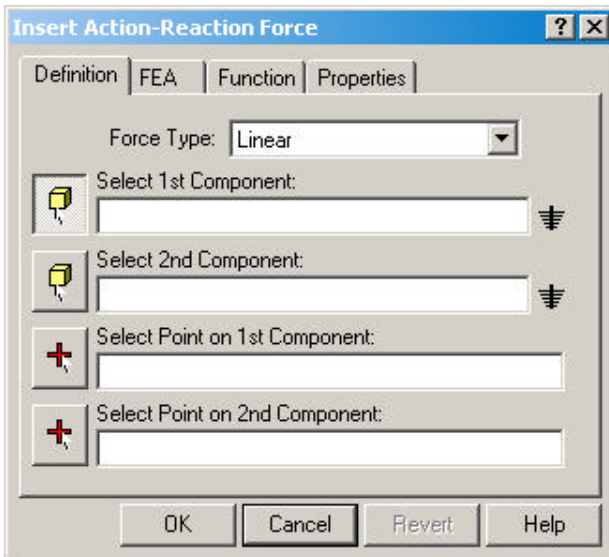 Insert Action-Reaction Force
Definition FEA Function Properties
Force Type: Linear
Select 1st Component:
Select 2nd Component:
Select Point on 1st Component:
Select Point on 2nd Component:
OK Cancel Revert Help